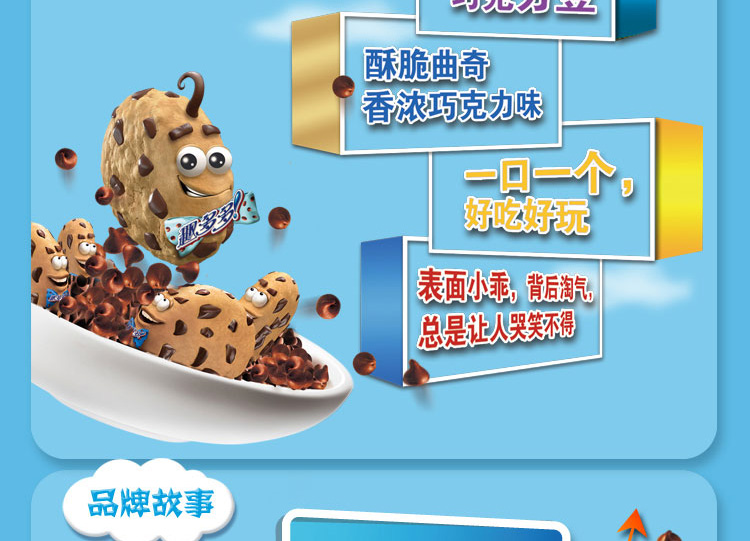 酥脆曲奇
香浓巧克力味
一口一个，
好吃好玩
趣多多!
表面小乖，背后淘气，
总是让人哭笑不得
品牌故事